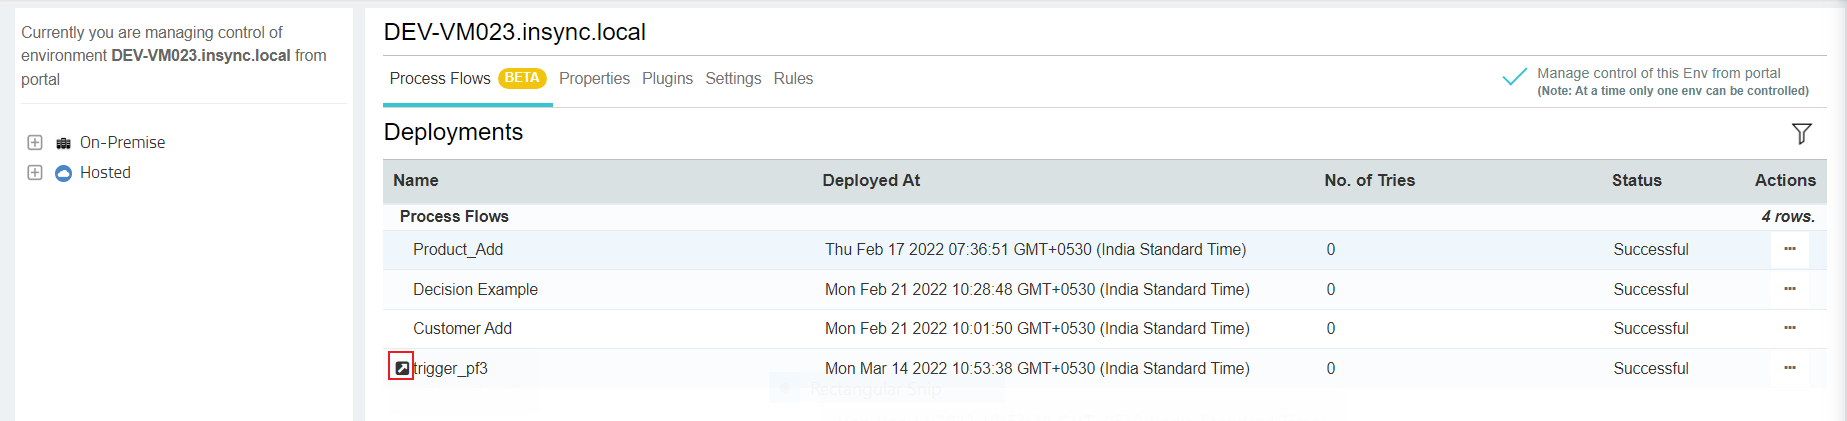 Currently you are managing control of
environment DEV-VM023.insync.local from
portal
On-Premise
Hosted
DEV-VM023.insync.local
Process Flows BETA Properties Plugins Settings Rules
Manage control of this Env from portal
(Note: At a time only one env can be controlled)
Deployments
Name Deployed At No. of Tries Status Actions
Process Flows 4 rows.
Product_Add Thu Feb 17 2022 07:36:51 GMT+0530 (India Standard Time) 0 Successful ...
Decision Example Mon Feb 21 2022 10:28:48 GMT+0530 (India Standard Time) 0 Successful ...
Customer Add Mon Feb 21 2022 10:01:50 GMT+0530 (India Standard Time) 0 Successful ...
trigger_pf3 Mon Mar 14 2022 10:53:38 GMT+0530 (India Standard Time) 0 Successful ...
Rectangular Snip